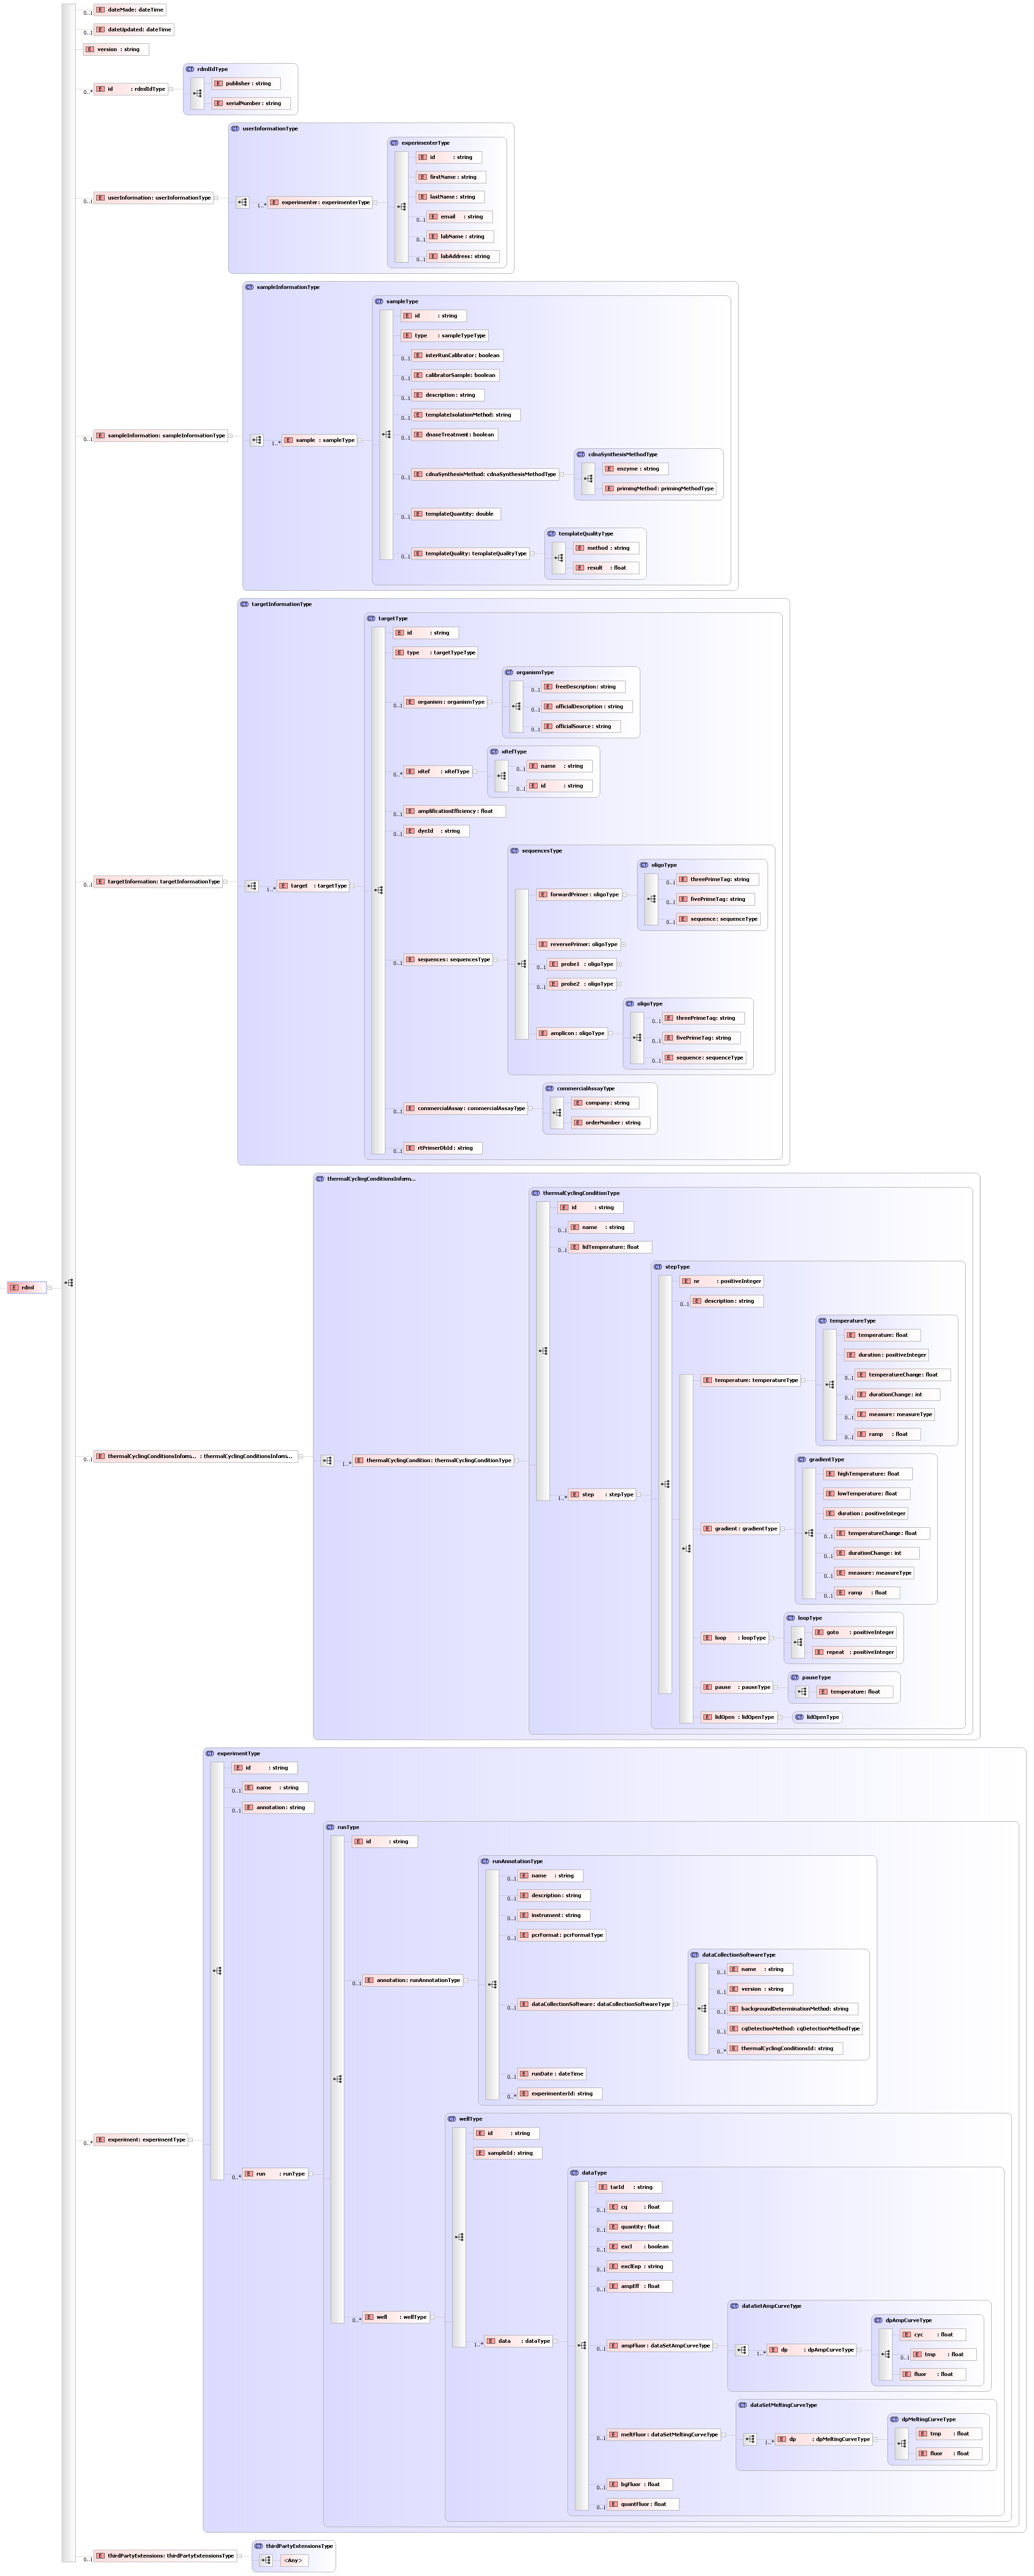 E dateMade: dateTime
0..1
E dateUpdated: dateTime
0..1
E version : string
rdmlIdType
E publisher : string
E id : rdmlIdType
0..*
E serialNumber : string
userInformationType
experimenterType
E id : string
E firstName : string
E lastName : string
E userInformation: userInformationType
0..1
E experimenter: experimenterType
1..*
E email : string
0..1
E labName : string
0..1
E labAddress: string
0..1
sampleInformationType
sampleType
E id : string
E type : sampleTypeType
E interRunCalibrator: boolean
0..1
E calibratorSample: boolean
0..1
E description : string
0..1
E templateIsolationMethod: string
0..1
E dnaseTreatment : boolean
0..1
E sampleInformation: sampleInformationType
0..1
E sample : sampleType
1..*
cdnaSynthesisMethodType
E enzyme : string
E cdnaSynthesisMethod: cdnaSynthesisMethodType
0..1
E primingMethod : primingMethodType
E templateQuantity: double
0..1
templateQualityType
E method : string
E templateQuality: templateQualityType
0..1
E result : float
targetInformationType
targetType
E id : string
E type : targetTypeType
organismType
E freeDescription : string
0..1
E organism : organismType
0..1
E officialDescription : string
0..1
E officialSource : string
0..1
xRefType
E name : string
0..1
E xRef : xRefType
0..*
E id : string
0..1
E amplificationEfficiency : float
0..1
E dyeId : string
0..1
sequencesType
oligoType
E threePrimeTag: string
0..1
E forwardPrimer : oligoType
E fivePrimeTag: string
0..1
E sequence : sequenceType
0..1
E targetInformation: targetInformationType
0..1
E target : targetType
1..*
E reversePrimer: oligoType
E sequences: sequencesType
0..1
E probe1 : oligoType
0..1
E probe2 : oligoType
0..1
oligoType
E threePrimeTag: string
0..1
E amplicon : oligoType
E fivePrimeTag: string
0..1
E sequence : sequenceType
0..1
commercialAssayType
E company : string
E commercialAssay: commercialAssayType
0..1
E orderNumber : string
E rtPrimerDbId : string
0..1
thermalCyclingConditionsInform...
thermalCyclingConditionType
E id : string
E name : string
0..1
E lidTemperature: float
0..1
stepType
E nr : positiveInteger
E rdml
E description : string
0..1
temperatureType
E temperature: float
E duration : positiveInteger
E temperature: temperatureType
E temperatureChange : float
0..1
E durationChange : int
0..1
E measure : measureType
0..1
E ramp : float
0..1
E thermalCyclingConditionsInform... : thermalCyclingConditionsInform...
0..1
E thermalCyclingCondition : thermalCyclingConditionType
1..*
gradientType
E highTemperature: float
E lowTemperature: float
E step : stepType
1..*
E duration : positiveInteger
E gradient : gradientType
E temperatureChange : float
0..1
E durationChange : int
0..1
E measure : measureType
0..1
E ramp : float
0..1
loopType
E goto : positiveInteger
E loop : loopType
E repeat : positiveInteger
pauseType
E pause : pauseType
E temperature: float
E lidOpen : lidOpenType
lidOpenType
experimentType
E id : string
E name : string
0..1
E annotation : string
0..1
runType
E id : string
runAnnotationType
E name : string
0..1
E description : string
0..1
E instrument : string
0..1
E pcrFormat : pcrFormatType
0..1
dataCollectionSoftwareType
E name : string
0..1
E annotation: runAnnotationType
0..1
E version : string
0..1
E dataCollectionSoftware: dataCollectionSoftwareType
0..1
E backgroundDeterminationMethod: string
0..1
E cqDetectionMethod: cqDetectionMethodType
0..1
E thermalCyclingConditionsId : string
0..*
E runDate : dateTime
0..1
E experimenterId: string
0..*
wellType
E id : string
E experiment : experimentType
0..*
E sampleId : string
E run : runType
0..*
dataType
E tarId : string
E cq : float
0..1
E quantity : float
0..1
E excl : boolean
0..1
E exclExp : string
0..1
E ampEff : float
0..1
dataSetAmpCurveType
E well : wellType
0..*
dpAmpCurveType
E cyc : float
E data : dataType
1..*
E ampFluor : dataSetAmpCurveType
0..1
E dp : dpAmpCurveType
1..*
E tmp : float
0..1
E fluor : float
dataSetMeltingCurveType
dpMeltingCurveType
E tmp : float
E meltFluor : dataSetMeltingCurveType
0..1
E dp : dpMeltingCurveType
1..*
E fluor : float
E bgFluor : float
0..1
E quantFluor : float
0..1
thirdPartyExtensionsType
E thirdPartyExtensions: thirdPartyExtensionsType
0..1
E <Any>